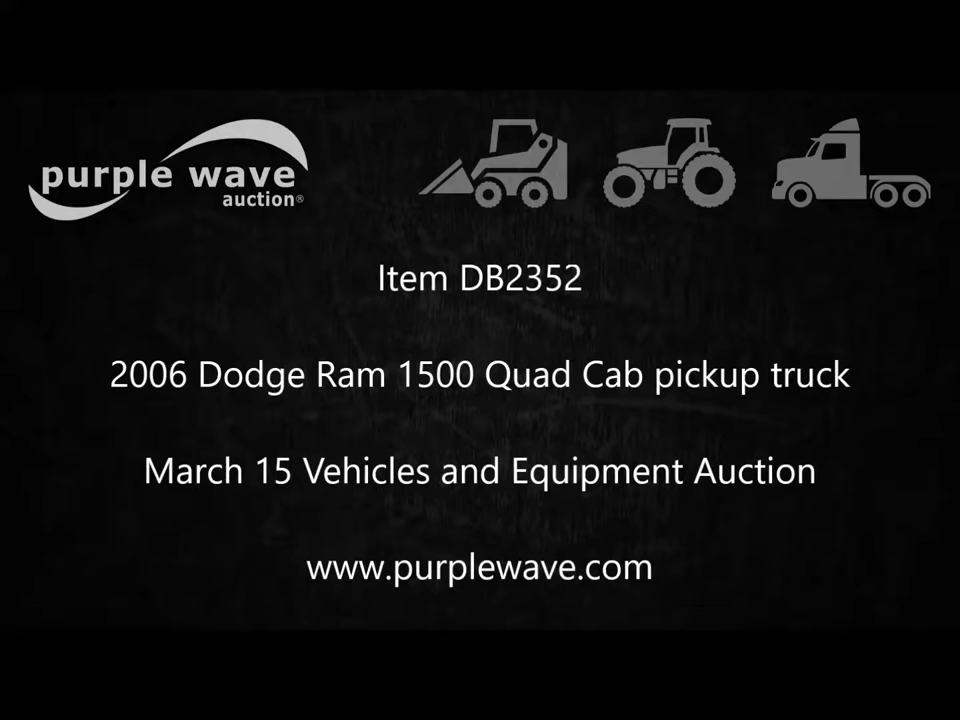 purple wave
auction®
Item DB2352
2006 Dodge Ram 1500 Quad Cab pickup truck
March 15 Vehicles and Equipment Auction
www.purplewave.com